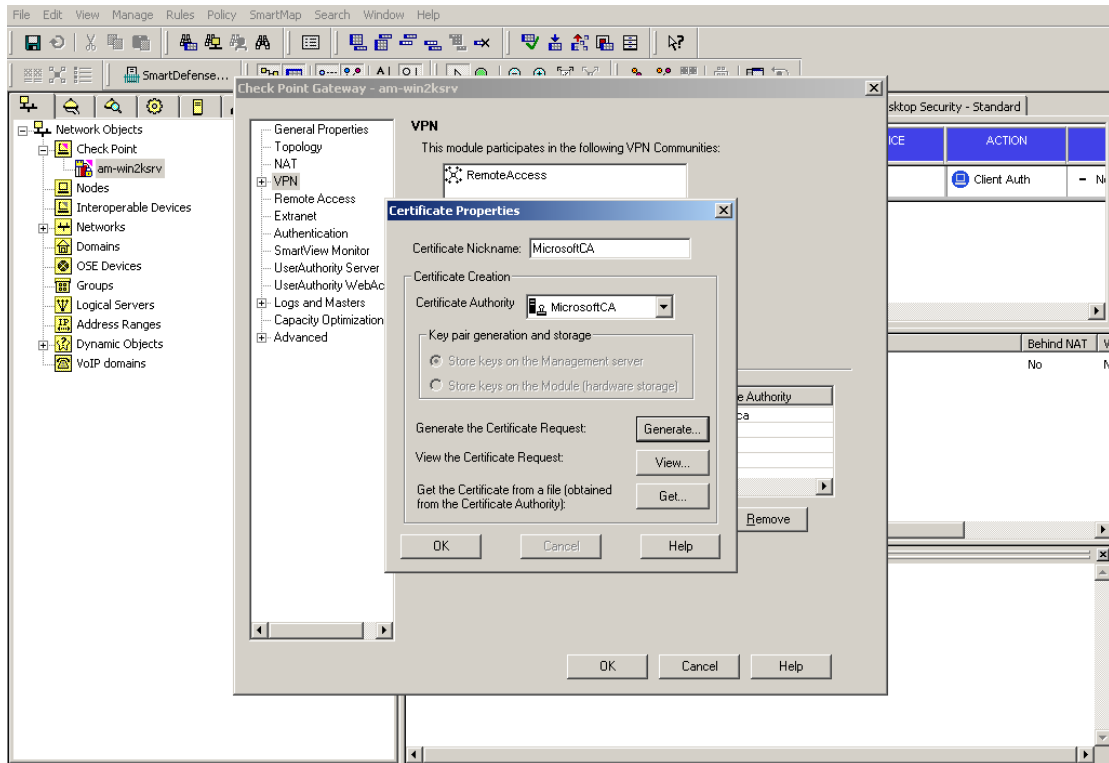 File Edit View Manage Rules Policy SmartMap Search Window Help
SmartDefense...
Check Point Gateway - am-win2ksrv
sktop Security - Standard
Network Objects
Check Point
am-win2ksrv
Nodes
Interoperable Devices
Networks
Domains
OSE Devices
Groups
Logical Servers
Address Ranges
Dynamic Objects
VoIP domains
General Properties
Topology
NAT
VPN
Remote Access
Extranet
Authentication
SmartView Monitor
UserAuthority Server
UserAuthority WebAc
Logs and Masters
Capacity Optimization
Advanced
VPN
This module participates in the following VPN Communities:
RemoteAccess
Certificate Properties
Certificate Nickname: MicrosoftCA
Certificate Creation
Certificate Authority MicrosoftCA
Key pair generation and storage
Store keys on the Management server
Store keys on the Module (hardware storage)
Generate the Certificate Request: Generate...
View the Certificate Request: View...
Get the Certificate from a file (obtained
from the Certificate Authority): Get...
OK Cancel Help
e Authority
ca
Remove
OK Cancel Help
ICE ACTION
Client Auth - N
Behind NAT V
No N